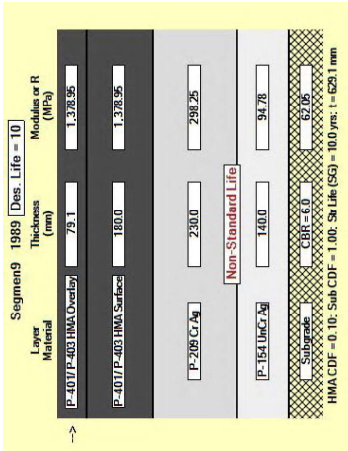 Segmen9 1989 Des. Life = 10
Layer Material Thickness (mm) Modulus or R (MPa)
--> P-401/ P-403 HMA Overlay 79.1 1,378.95
P-401/ P-403 HMA Surface 180.0 1,378.95
P-209 Cr Ag 230.0 298.25
Non-Standard Life
P-154 UnCr Ag 140.0 94.78
Subgrade CBR = 6.0 62.05
HMA CDF = 0.10; Sub CDF = 1.00; Str Life (SG) = 10.0 yrs; t = 629.1 mm